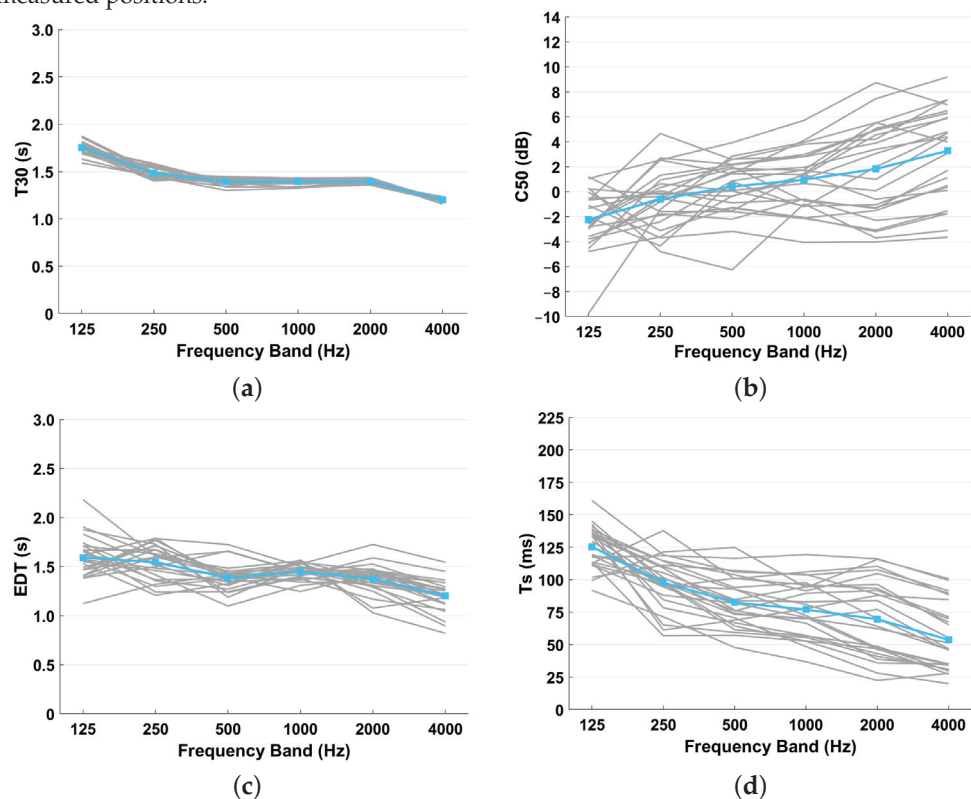 measured positions.
3.0
2.5
2.0
1.5
1.0
0.5
0
T30 (s)
125 250 500 1000 2000 4000
Frequency Band (Hz)
(a)
14
12
10
8
6
4
2
0
−2
−4
−6
−8
−10
C50 (dB)
125 250 500 1000 2000 4000
Frequency Band (Hz)
(b)
3.0
2.5
2.0
1.5
1.0
0.5
0
EDT (s)
125 250 500 1000 2000 4000
Frequency Band (Hz)
(c)
225
200
175
150
125
100
75
50
25
0
Ts (ms)
125 250 500 1000 2000 4000
Frequency Band (Hz)
(d)